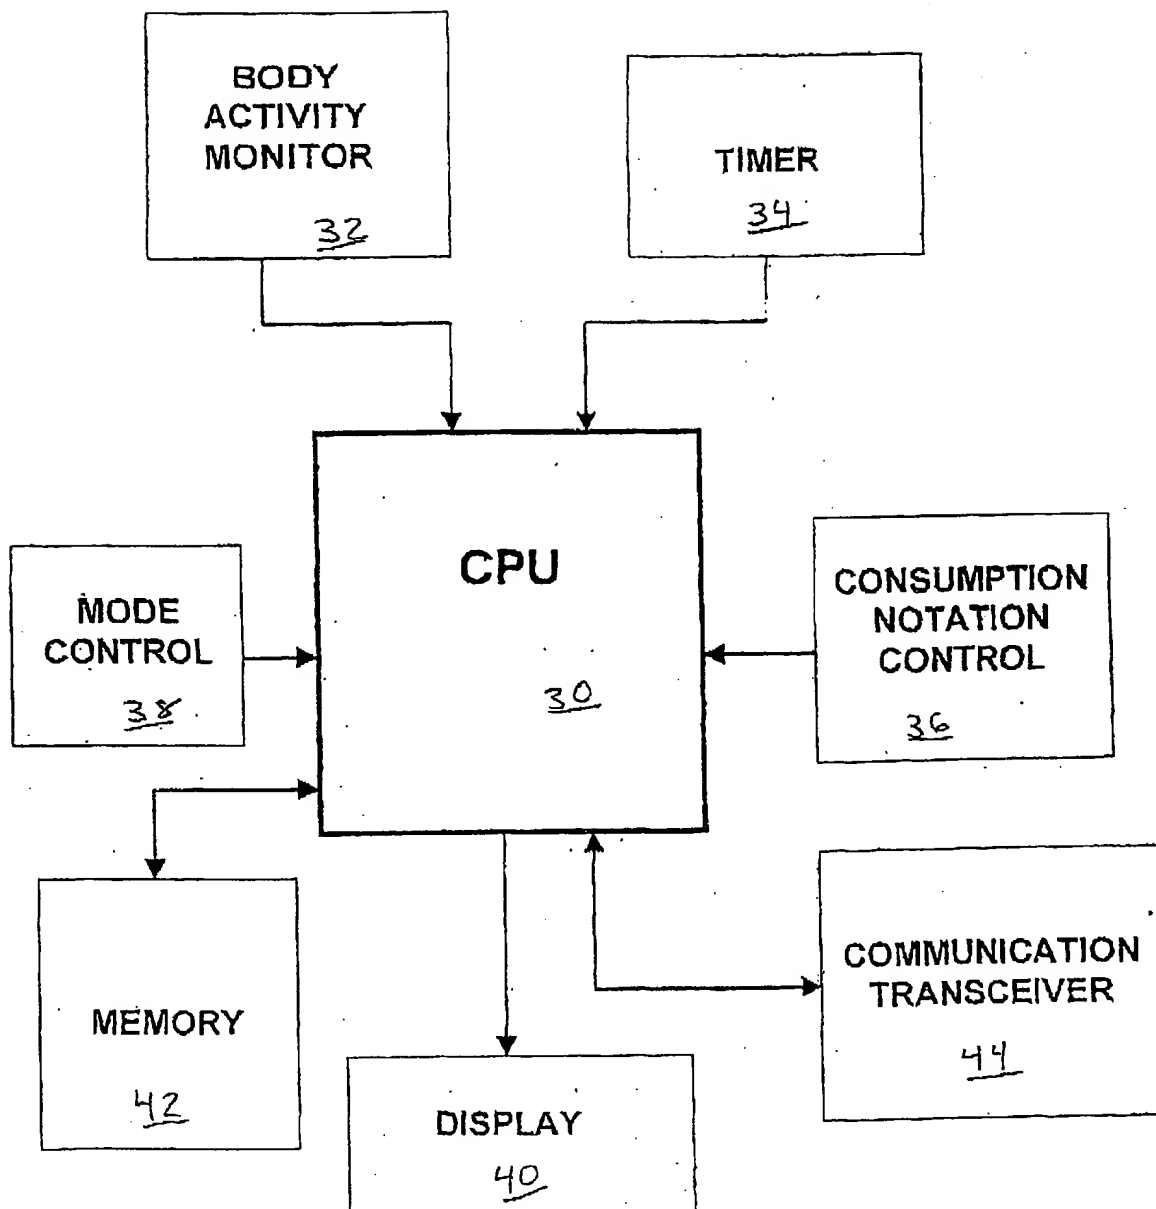 BODY
ACTIVITY
MONITOR
32
TIMER
34
CPU
30
MODE
CONTROL
38
CONSUMPTION
NOTATION
CONTROL
36
MEMORY
42
DISPLAY
40
COMMUNICATION
TRANSCEIVER
44